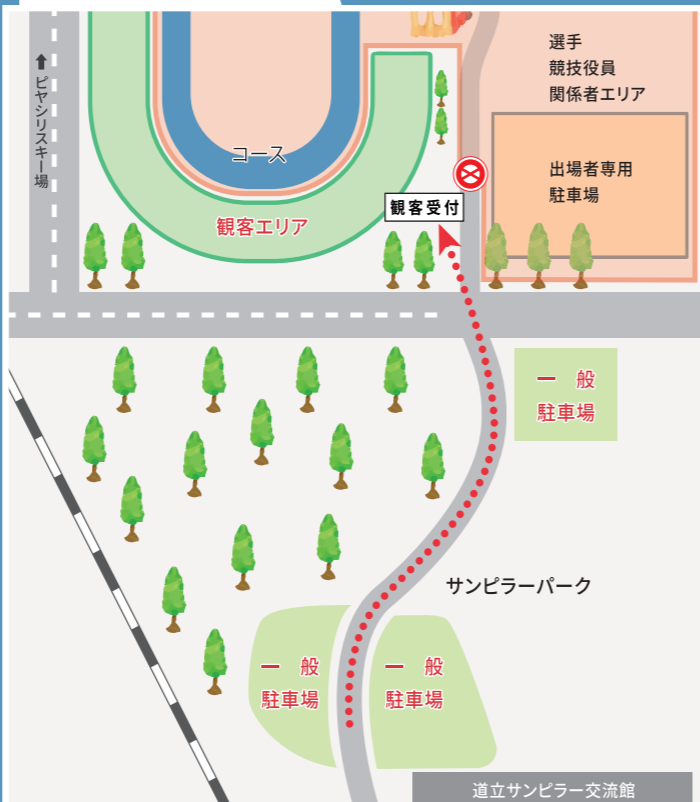 選手
競技役員
関係者エリア
↑ピヤシリスキー場
コース
出場者専用
駐車場
観客受付
観客エリア
一 般
駐車場
サンピラーパーク
一 般
駐車場
一 般
駐車場
道立サンピラー交流館